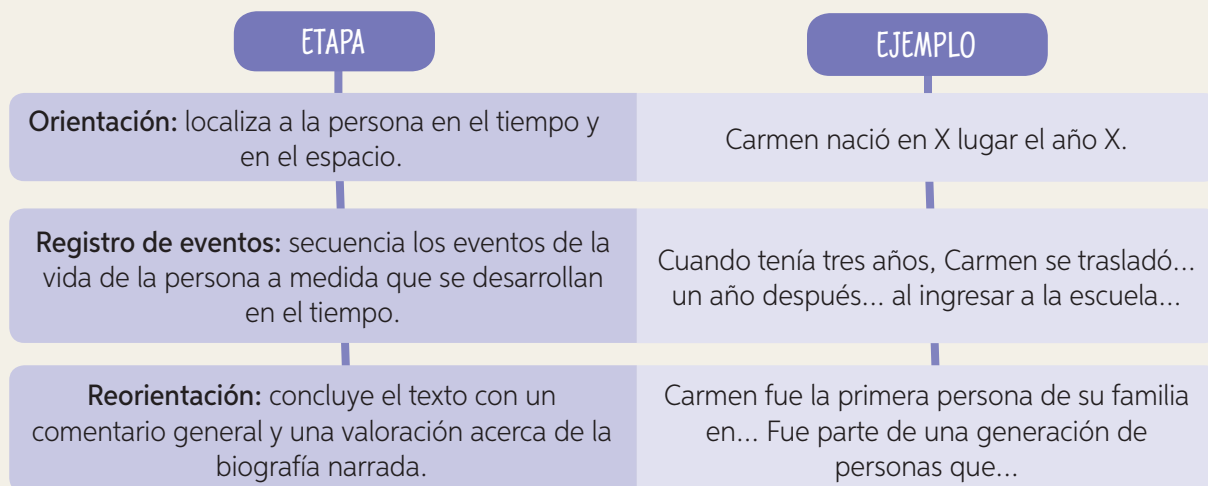 ETAPA
EJEMPLO
Orientación: localiza a la persona en el tiempo y
en el espacio.
Carmen nació en X lugar el año X.
Registro de eventos: secuencia los eventos de la
vida de la persona a medida que se desarrollan
en el tiempo.
Cuando tenía tres años, Carmen se trasladó...
un año después... al ingresar a la escuela...
Reorientación: concluye el texto con un
comentario general y una valoración acerca de la
biografía narrada.
Carmen fue la primera persona de su familia
en... Fue parte de una generación de
personas que...